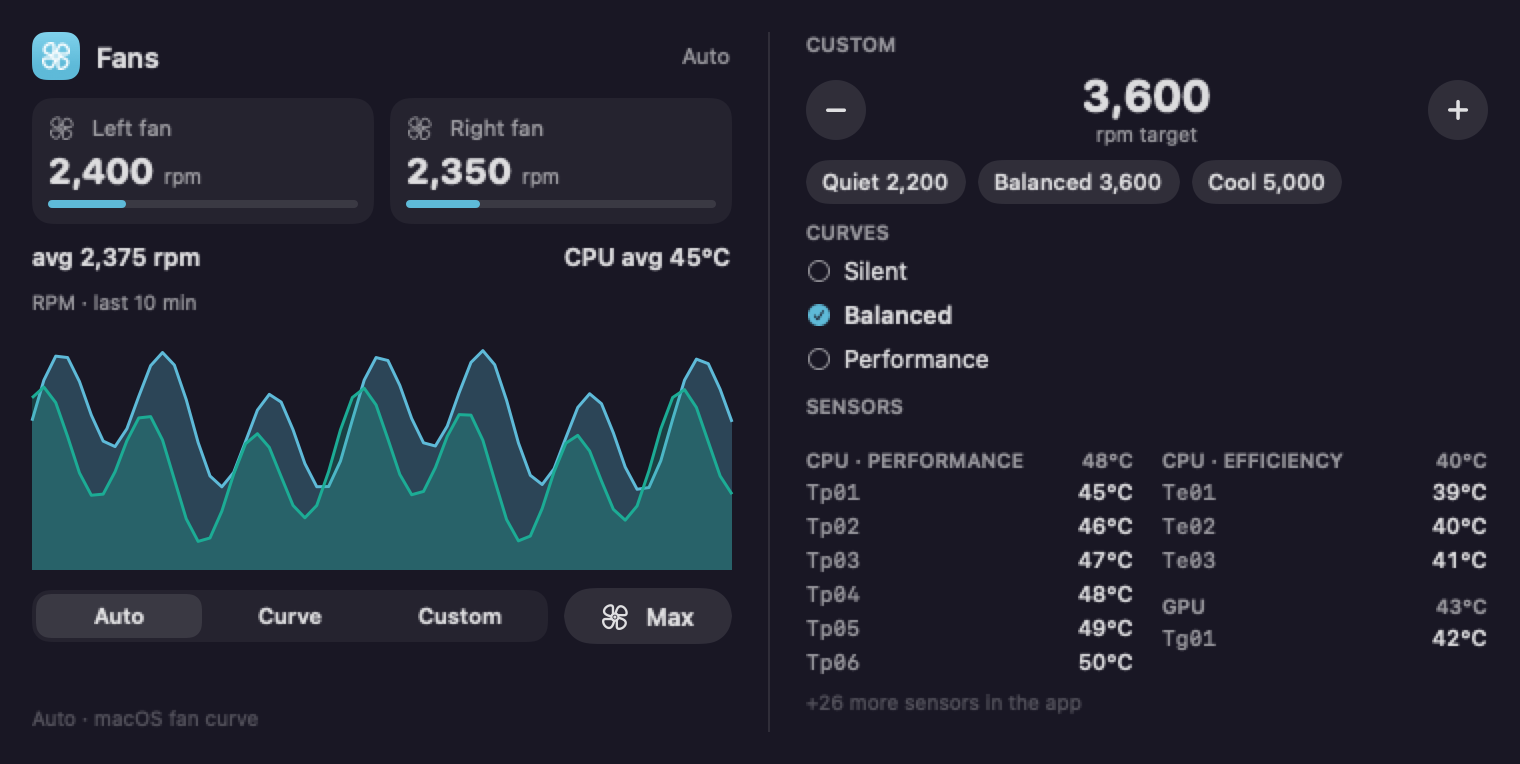 Fans
Auto
Left fan
2,400 rpm
Right fan
2,350 rpm
avg 2,375 rpm
CPU avg 45°C
RPM · last 10 min
Auto
Curve
Custom
Max
Auto · macOS fan curve
CUSTOM
3,600
rpm target
Quiet 2,200
Balanced 3,600
Cool 5,000
CURVES
Silent
Balanced
Performance
SENSORS
CPU · PERFORMANCE 48°C
Tp01 45°C
Tp02 46°C
Tp03 47°C
Tp04 48°C
Tp05 49°C
Tp06 50°C
CPU · EFFICIENCY 40°C
Te01 39°C
Te02 40°C
Te03 41°C
GPU 43°C
Tg01 42°C
+26 more sensors in the app